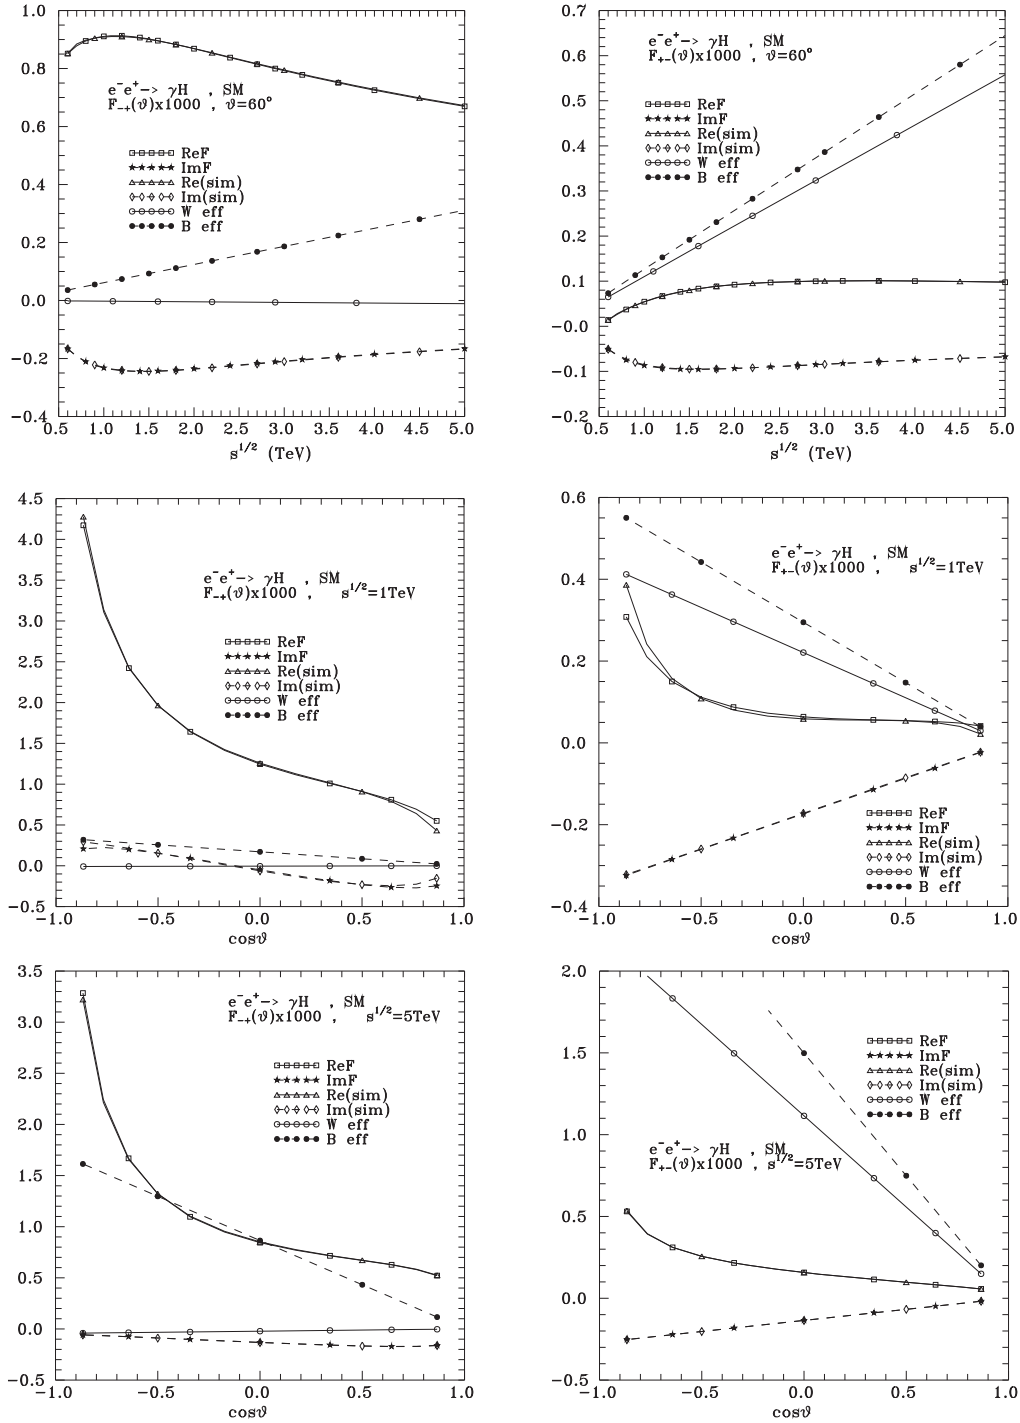 e⁻e⁺−> γH , SM
F₋₊(ϑ)x1000 , ϑ=60°
ReF
ImF
Re(sim)
Im(sim)
W eff
B eff
1.0
0.8
0.6
0.4
0.2
0.0
−0.2
−0.4
0.5 1.0 1.5 2.0 2.5 3.0 3.5 4.0 4.5 5.0
s^1/2 (TeV)
e⁻e⁺−> γH , SM
F₊₋(ϑ)x1000 , ϑ=60°
ReF
ImF
Re(sim)
Im(sim)
W eff
B eff
0.7
0.6
0.5
0.4
0.3
0.2
0.1
−0.0
−0.1
−0.2
0.5 1.0 1.5 2.0 2.5 3.0 3.5 4.0 4.5 5.0
s^1/2 (TeV)
e⁻e⁺−> γH , SM
F₋₊(ϑ)x1000 , s^1/2=1TeV
ReF
ImF
Re(sim)
Im(sim)
W eff
B eff
4.5
4.0
3.5
3.0
2.5
2.0
1.5
1.0
0.5
0.0
−0.5
−1.0 −0.5 0.0 0.5 1.0
cosϑ
e⁻e⁺−> γH , SM
F₊₋(ϑ)x1000 , s^1/2=1TeV
ReF
ImF
Re(sim)
Im(sim)
W eff
B eff
0.6
0.4
0.2
0.0
−0.2
−0.4
−1.0 −0.5 0.0 0.5 1.0
cosϑ
e⁻e⁺−> γH , SM
F₋₊(ϑ)x1000 , s^1/2=5TeV
ReF
ImF
Re(sim)
Im(sim)
W eff
B eff
3.5
3.0
2.5
2.0
1.5
1.0
0.5
0.0
−0.5
−1.0 −0.5 0.0 0.5 1.0
cosϑ
ReF
ImF
Re(sim)
Im(sim)
W eff
B eff
e⁻e⁺−> γH , SM
F₊₋(ϑ)x1000 , s^1/2=5TeV
2.0
1.5
1.0
0.5
0.0
−0.5
−1.0 −0.5 0.0 0.5 1.0
cosϑ